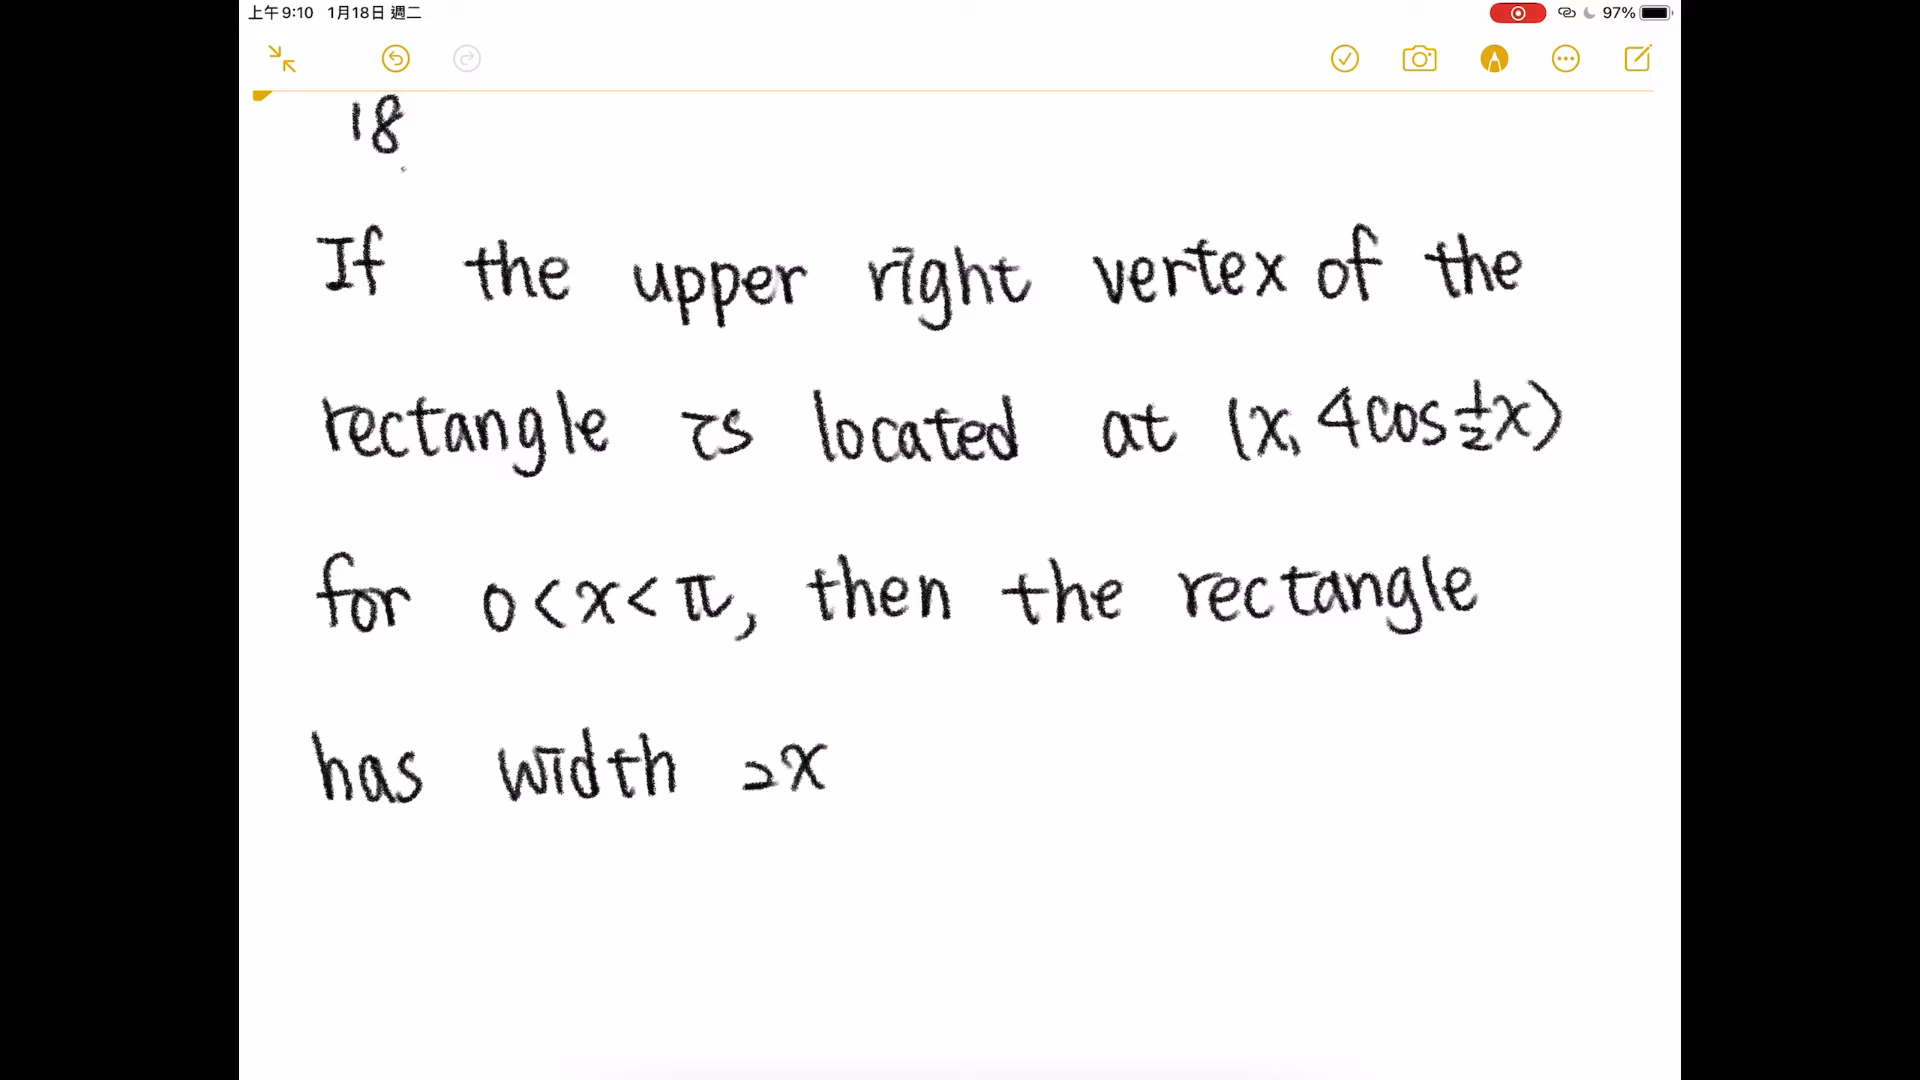 上午9:10 1月18日 週二 97%
18
If the upper right vertex of the
rectangle is located at (x, 4cos½x)
for 0<x<π, then the rectangle
has width 2x